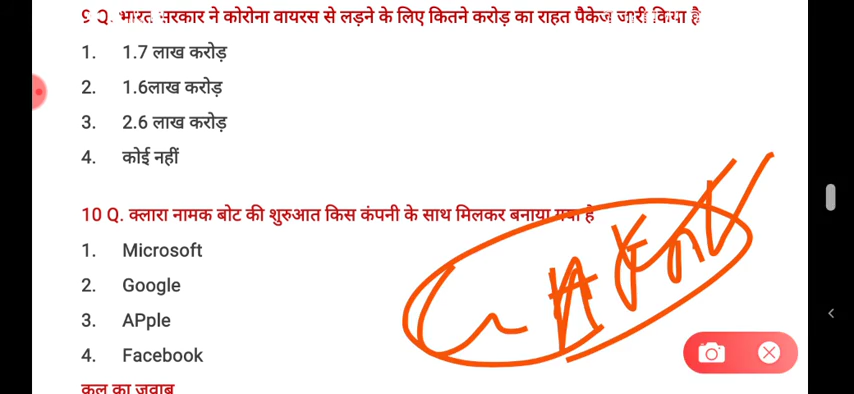 9 Q. भारत सरकार ने कोरोना वायरस से लड़ने के लिए कितने करोड़ का राहत पैकेज जारी किया है
1. 1.7 लाख करोड़
2. 1.6लाख करोड़
3. 2.6 लाख करोड़
4. कोई नहीं
10 Q. क्लारा नामक बोट की शुरुआत किस कंपनी के साथ मिलकर बनाया गया है
1. Microsoft
2. Google
3. APple
4. Facebook
कल का जवाब